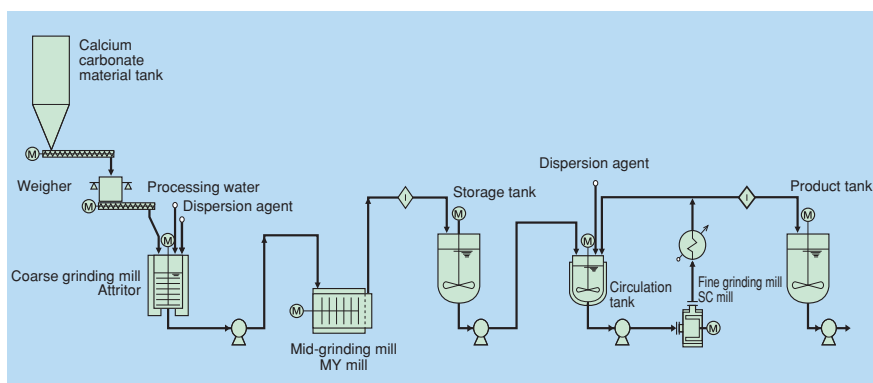 Calcium
carbonate
material tank
M
Weigher
Processing water
M
Dispersion agent
M
Coarse grinding mill
Attritor
M
Mid-grinding mill
MY mill
I
Storage tank
M
Dispersion agent
M
Circulation
tank
Fine grinding mill
SC mill
M
I
Product tank
M